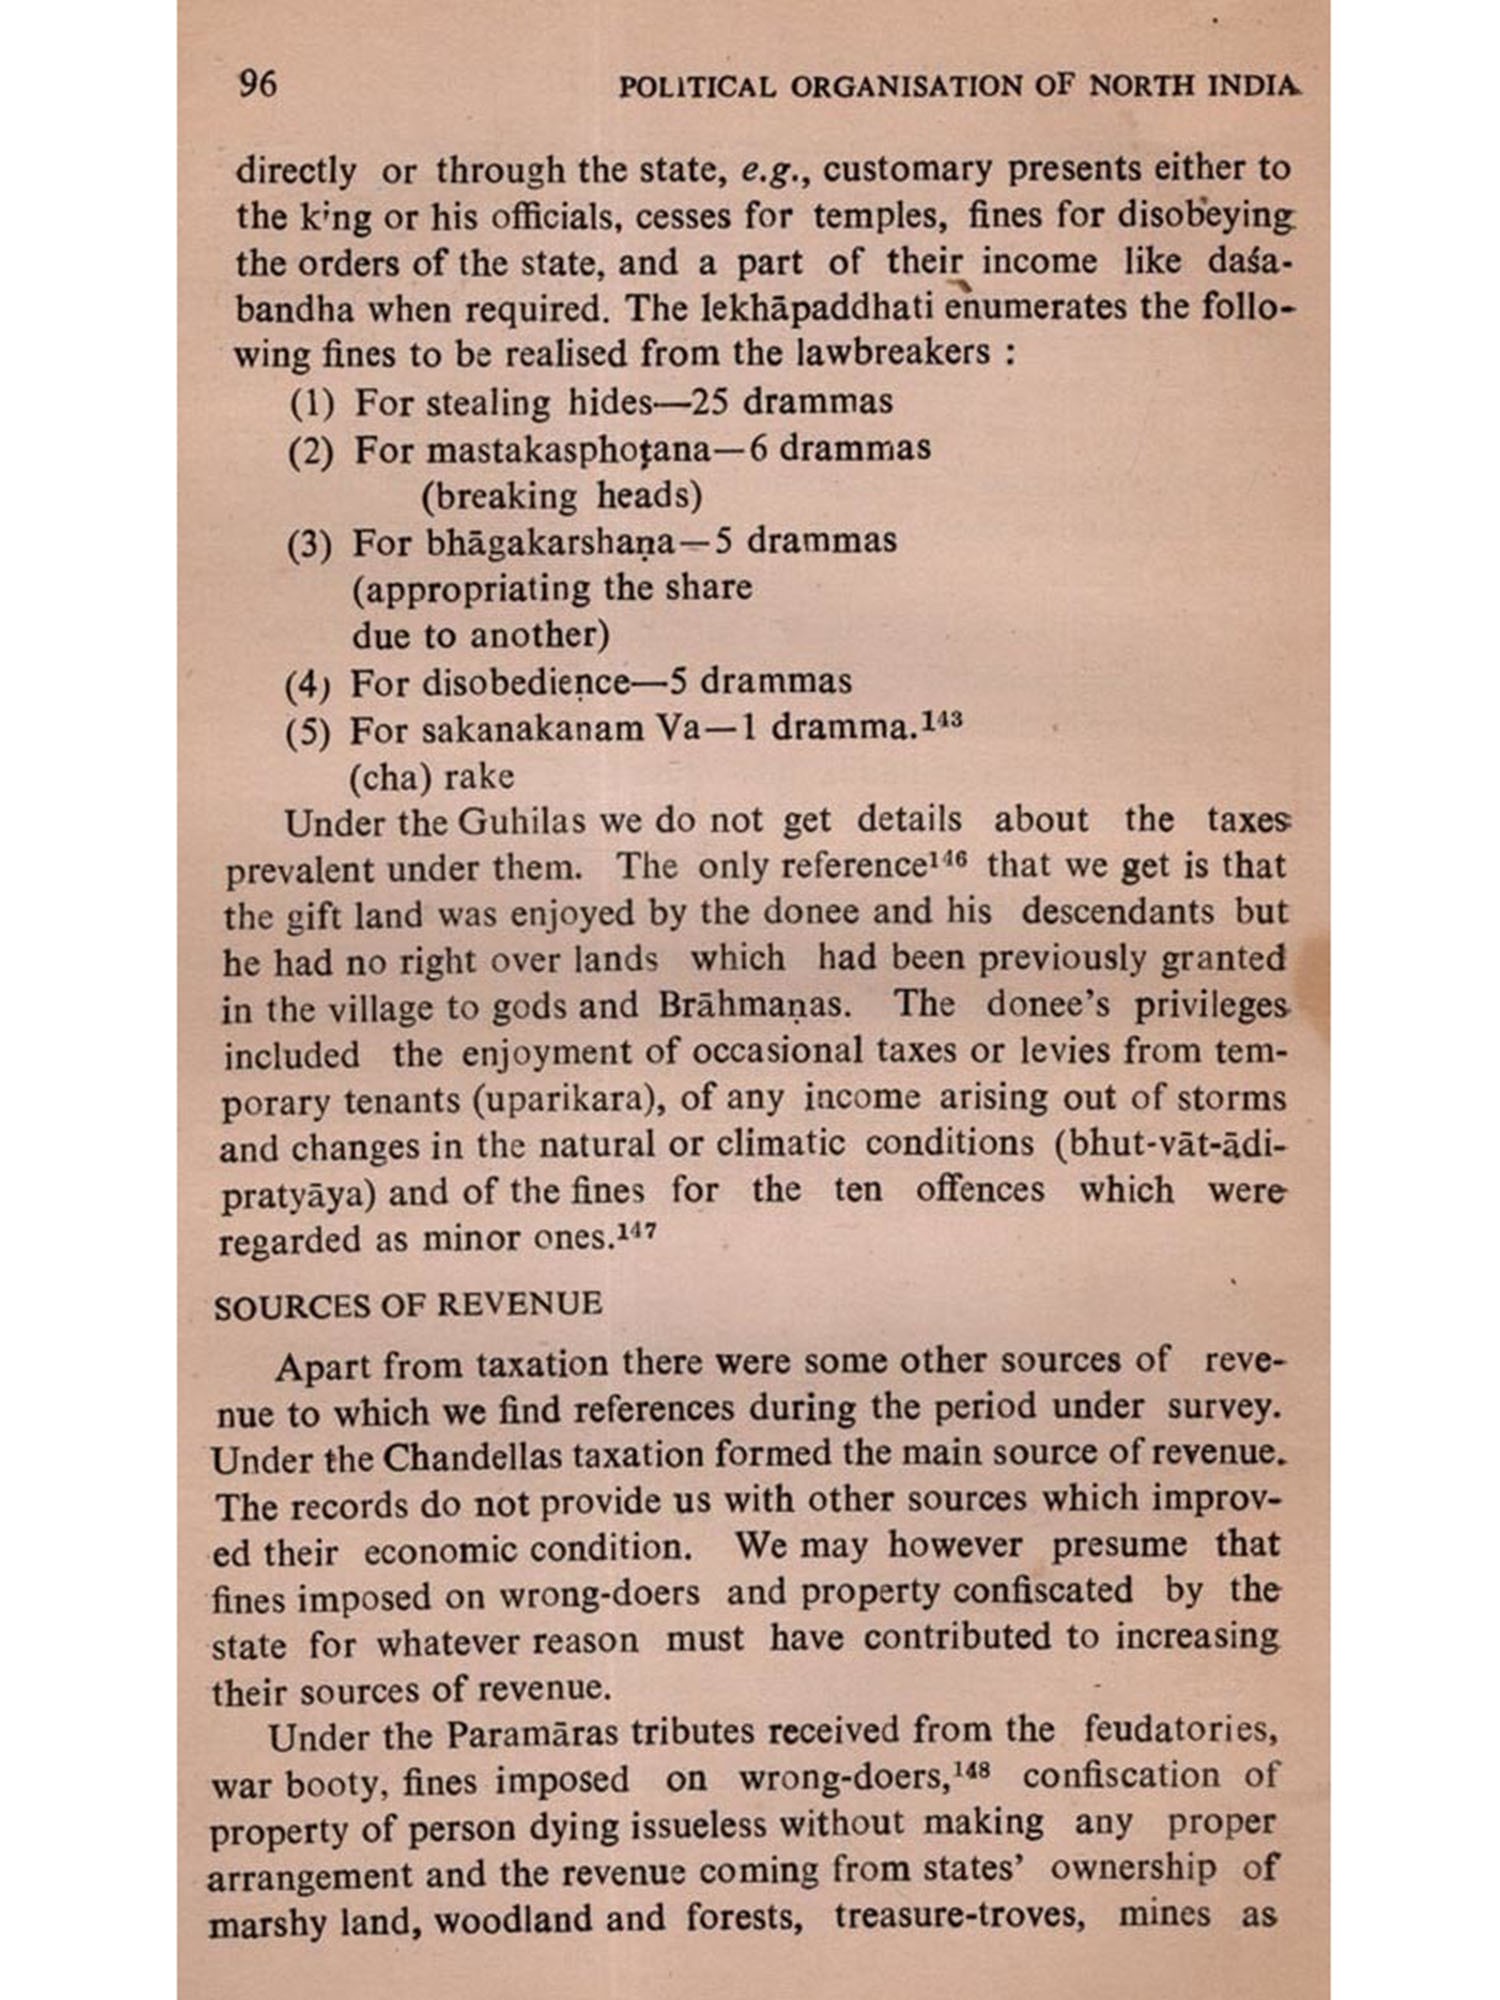 96 POLITICAL ORGANISATION OF NORTH INDIA
directly or through the state, e.g., customary presents either to
the king or his officials, cesses for temples, fines for disobeying
the orders of the state, and a part of their income like daśa-
bandha when required. The lekhāpaddhati enumerates the follo-
wing fines to be realised from the lawbreakers :
(1) For stealing hides—25 drammas
(2) For mastakasphoţana—6 drammas
(breaking heads)
(3) For bhāgakarshaṇa—5 drammas
(appropriating the share
due to another)
(4) For disobedieṇce—5 drammas
(5) For sakanakanam Va—1 dramma.¹⁴³
(cha) rake
Under the Guhilas we do not get details about the taxes
prevalent under them. The only reference¹⁴⁶ that we get is that
the gift land was enjoyed by the donee and his descendants but
he had no right over lands which had been previously granted
in the village to gods and Brāhmaṇas. The donee's privileges
included the enjoyment of occasional taxes or levies from tem-
porary tenants (uparikara), of any income arising out of storms
and changes in the natural or climatic conditions (bhut-vāt-ādi-
pratyāya) and of the fines for the ten offences which were
regarded as minor ones.¹⁴⁷
SOURCES OF REVENUE
Apart from taxation there were some other sources of reve-
nue to which we find references during the period under survey.
Under the Chandellas taxation formed the main source of revenue.
The records do not provide us with other sources which improv-
ed their economic condition. We may however presume that
fines imposed on wrong-doers and property confiscated by the
state for whatever reason must have contributed to increasing
their sources of revenue.
Under the Paramāras tributes received from the feudatories,
war booty, fines imposed on wrong-doers,¹⁴⁸ confiscation of
property of person dying issueless without making any proper
arrangement and the revenue coming from states' ownership of
marshy land, woodland and forests, treasure-troves, mines as